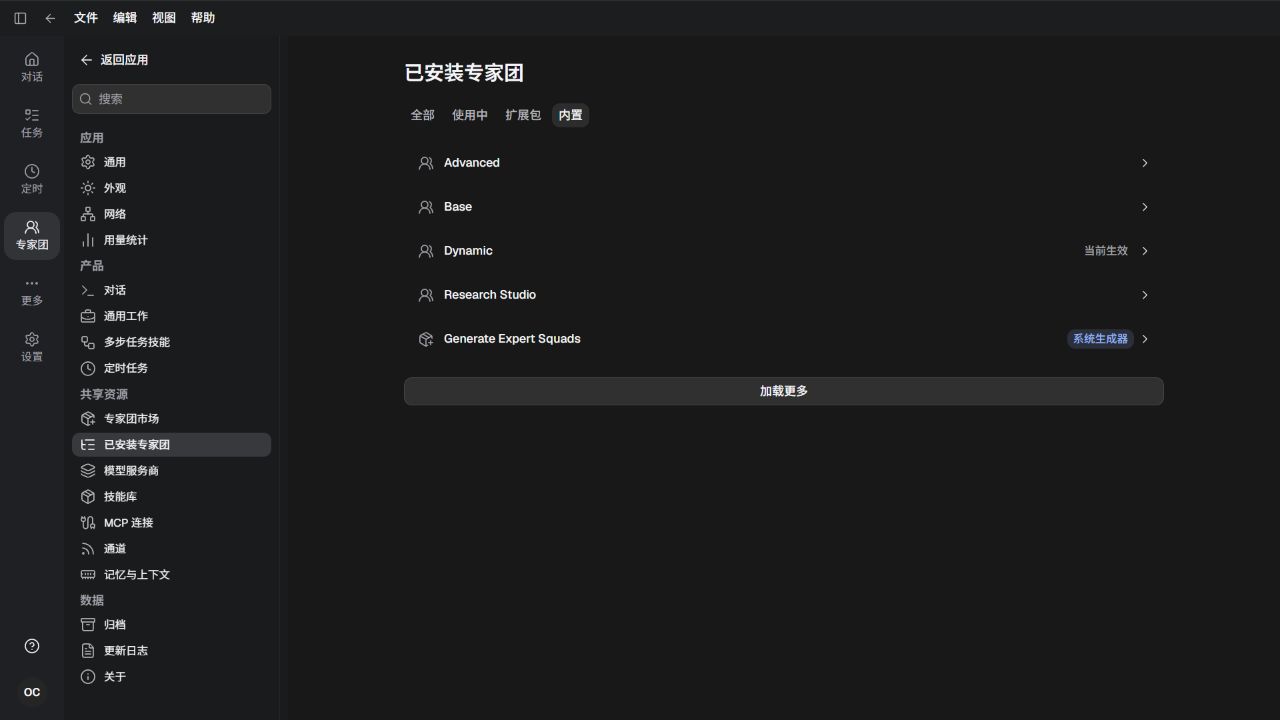 文件 编辑 视图 帮助
对话
任务
定时
专家团
更多
设置
OC
返回应用
搜索
应用
通用
外观
网络
用量统计
产品
对话
通用工作
多步任务技能
定时任务
共享资源
专家团市场
已安装专家团
模型服务商
技能库
MCP 连接
通道
记忆与上下文
数据
归档
更新日志
关于
已安装专家团
全部 使用中 扩展包 内置
Advanced
Base
Dynamic 当前生效
Research Studio
Generate Expert Squads 系统生成器
加载更多